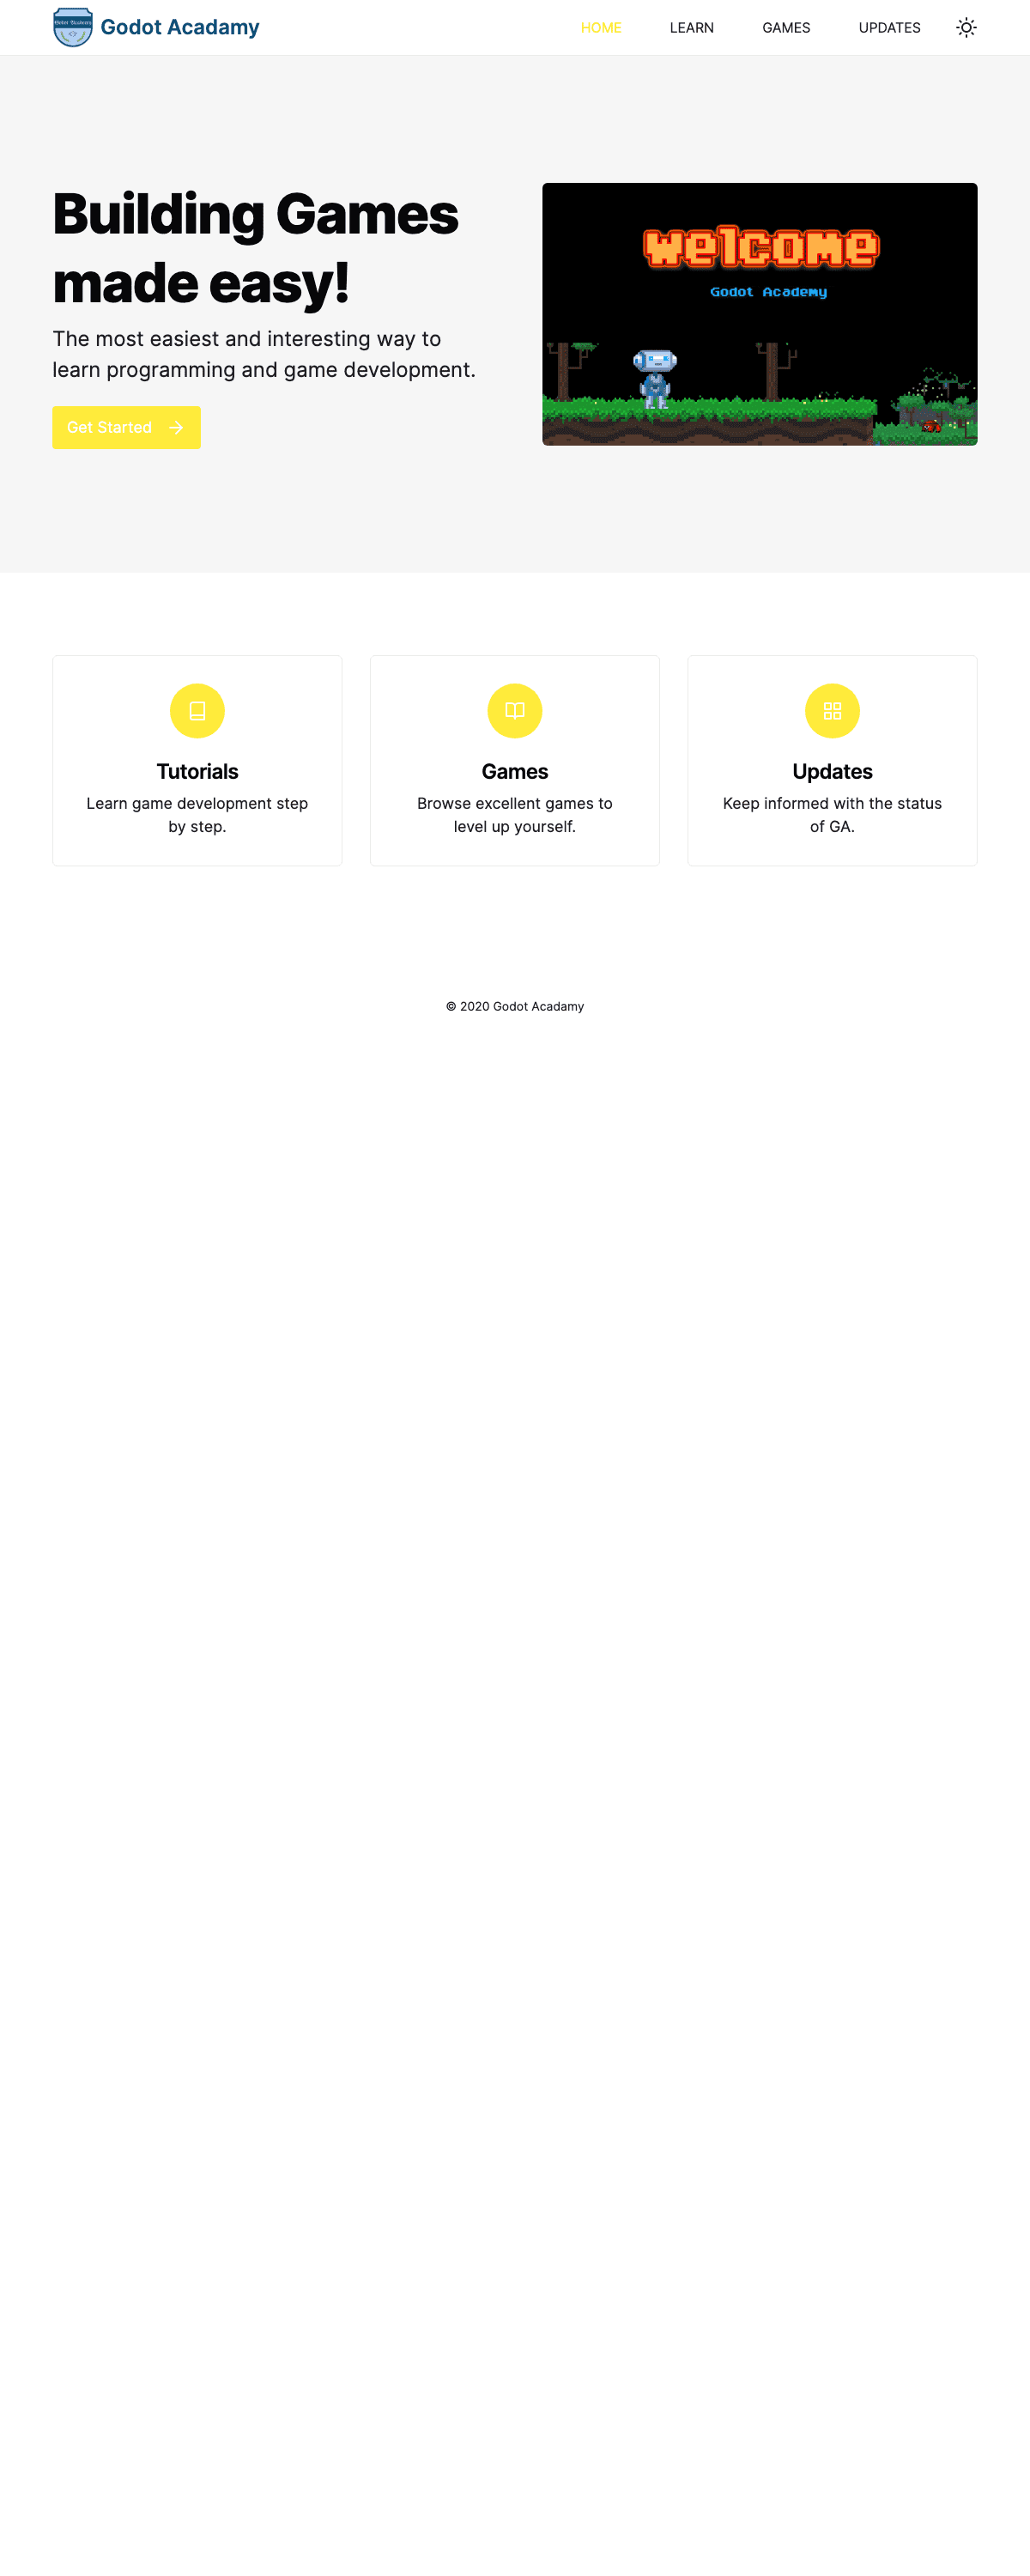 Godot Academy
Godot Acadamy
HOME
LEARN
GAMES
UPDATES
Building Games
made easy!
The most easiest and interesting way to
learn programming and game development.
Get Started
welcome
Godot Academy
Tutorials
Learn game development step
by step.
Games
Browse excellent games to
level up yourself.
Updates
Keep informed with the status
of GA.
© 2020 Godot Acadamy